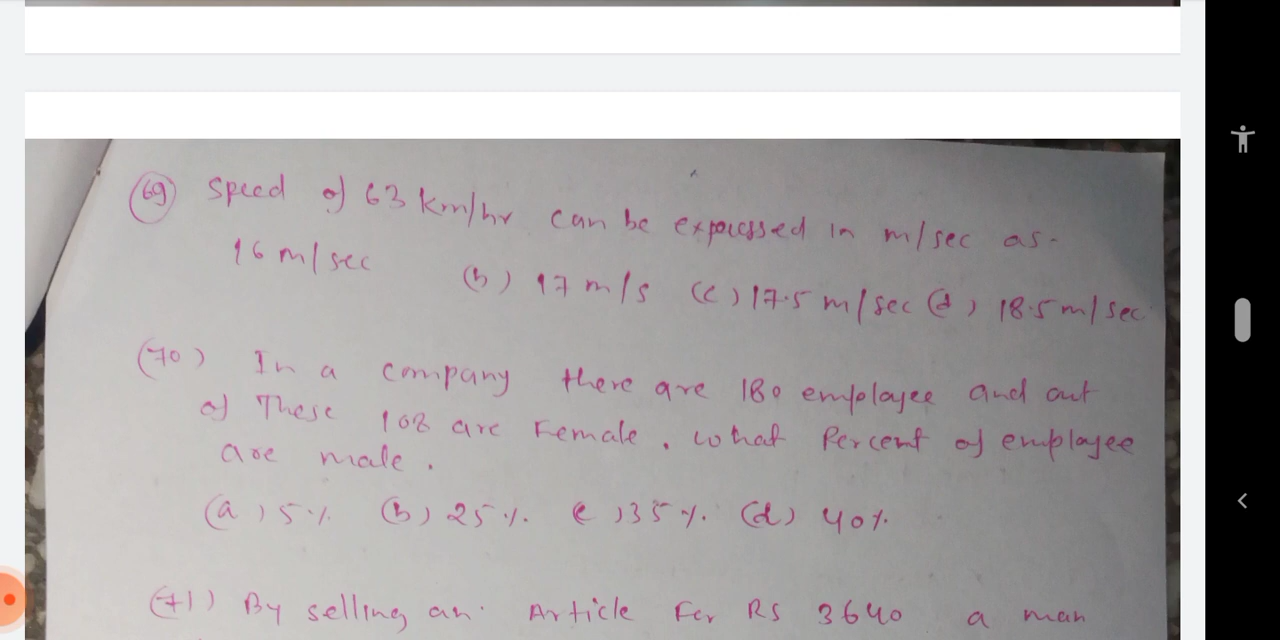 (69) Speed of 63 km/hr can be expressed in m/sec as-
16 m/sec (b) 17 m/s (c) 17.5 m/sec (d) 18.5 m/sec
(70) In a company there are 180 employee and out
of These 108 are Female. what Percent of employee
are male.
(a) 5% (b) 25%. (c) 35%. (d) 40%.
(71) By selling an Article For RS 3640 a man